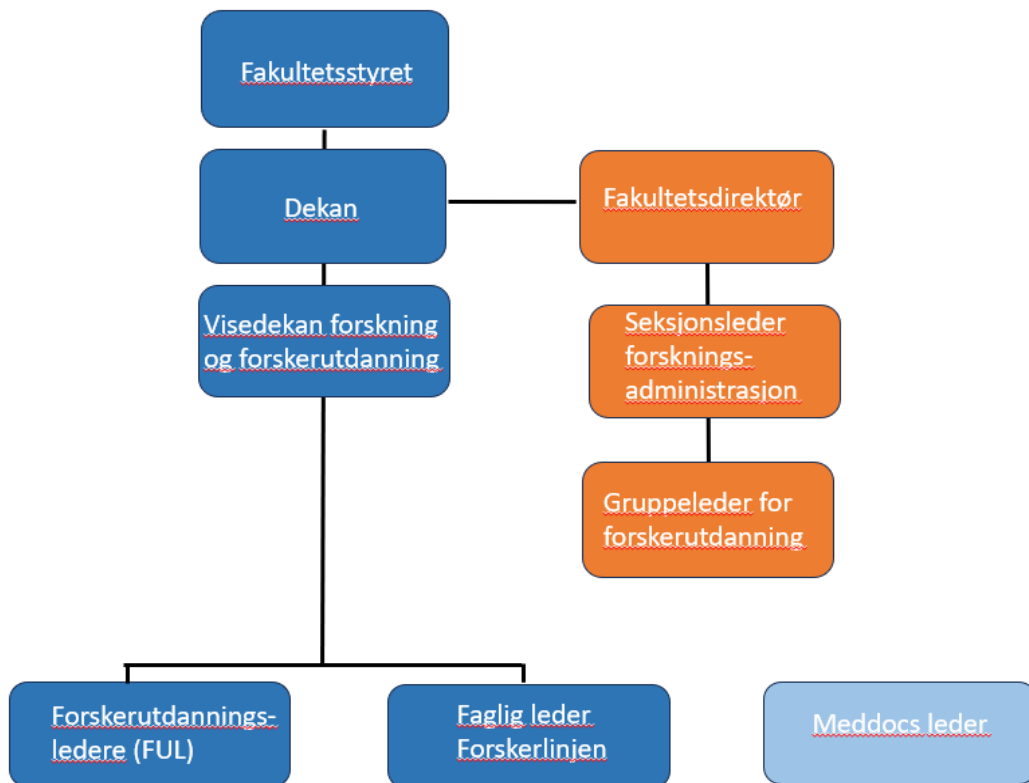 Fakultetsstyret
Dekan
Fakultetsdirektør
Visedekan forskning
og forskerutdanning
Seksjonsleder
forsknings-
administrasjon
Gruppeleder for
forskerutdanning
Forskerutdannings-
ledere (FUL)
Faglig leder
Forskerlinjen
Meddocs leder